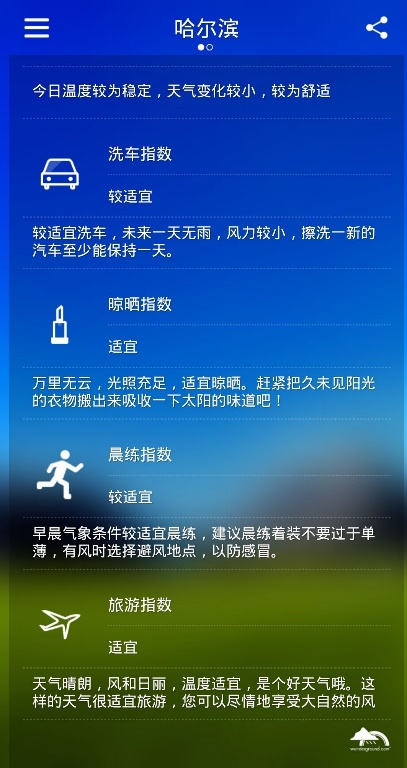 哈尔滨
今日温度较为稳定，天气变化较小，较为舒适
洗车指数
较适宜
较适宜洗车，未来一天无雨，风力较小，擦洗一新的
汽车至少能保持一天。
晾晒指数
适宜
万里无云，光照充足，适宜晾晒。赶紧把久未见阳光
的衣物搬出来吸收一下太阳的味道吧！
晨练指数
较适宜
早晨气象条件较适宜晨练，建议晨练着装不要过于单
薄，有风时选择避风地点，以防感冒。
旅游指数
适宜
天气晴朗，风和日丽，温度适宜，是个好天气哦。这
样的天气很适宜旅游，您可以尽情地享受大自然的风
wunderground.com